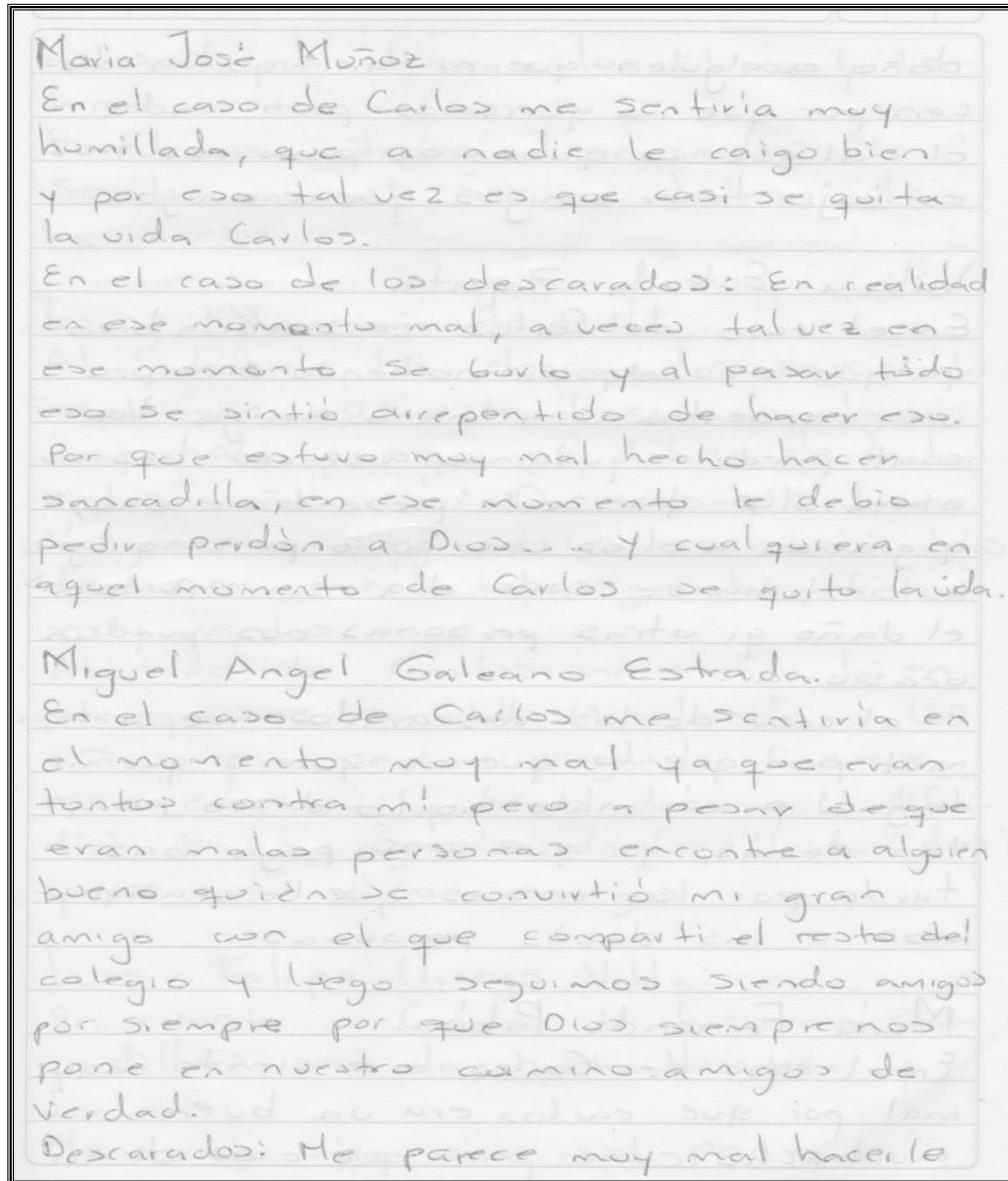 Maria José Muñoz
En el caso de Carlos me sentiria muy
humillada, que a nadie le caigo bien
y por eso tal vez es que casi se quita
la vida Carlos.
En el caso de los descarados: En realidad
en ese momento mal, a veces tal vez en
ese momento se burlo y al pasar todo
eso se sintió arrepentido de hacer eso.
Por que estuvo muy mal hecho hacer
sancadilla, en ese momento le debio
pedir perdón a Dios.... y cualquiera en
aquel momento de Carlos se quito la vida.
Miguel Angel Galeano Estrada.
En el caso de Carlos me sentiria en
el momento muy mal ya que eran
tontos contra mi pero a pesar de que
eran malas personas encontre a alguien
bueno quién se convirtió mi gran
amigo con el que comparti el resto del
colegio y luego seguimos siendo amigos
por siempre por que Dios siempre nos
pone en nuestro camino amigos de
verdad.
Descarados: Me parece muy mal hacerle